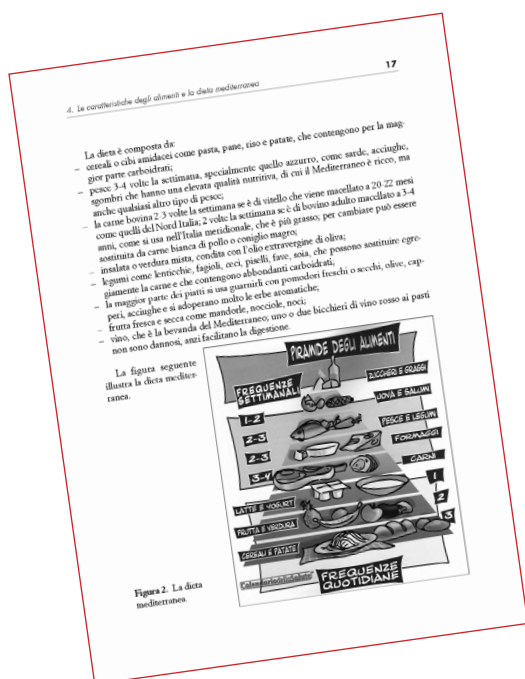 4. Le caratteristiche degli alimenti e la dieta mediterranea
17
La dieta è composta da:
– cereali o cibi amidacei come pasta, pane, riso e patate, che contengono per la mag-
gior parte carboidrati;
– pesce 3-4 volte la settimana, specialmente quello azzurro, come sarde, acciughe,
sgombri che hanno una elevata qualità nutritiva, di cui il Mediterraneo è ricco, ma
anche qualsiasi altro tipo di pesce;
– la carne bovina 2-3 volte la settimana se è di vitello che viene macellato a 20-22 mesi
come quelli del Nord Italia; 2 volte la settimana se è di bovino adulto macellato a 3-4
anni, come si usa nell'Italia meridionale, che è più grasso; per cambiare può essere
sostituita da carne bianca di pollo o coniglio magro;
– insalata o verdura mista, condita con l'olio extravergine di oliva;
– legumi come lenticchie, fagioli, ceci, piselli, fave, soia, che possono sostituire egre-
giamente la carne e che contengono abbondanti carboidrati;
– la maggior parte dei piatti si usa guarnirli con pomodori freschi o secchi, olive, cap-
peri, acciughe e si adoperano molto le erbe aromatiche;
– frutta fresca e secca come mandorle, nocciole, noci;
– vino, che è la bevanda del Mediterraneo; uno o due bicchieri di vino rosso ai pasti
non sono dannosi, anzi facilitano la digestione.
La figura seguente
illustra la dieta mediter-
ranea.
PIRAMIDE DEGLI ALIMENTI
FREQUENZE
SETTIMANALI
ZUCCHERI E GRASSI
1-2
UOVA E SALUMI
2-3
PESCE E LEGUMI
2-3
FORMAGGI
3-4
CARNI
LATTE E YOGURT
1
FRUTTA E VERDURA
2
CEREALI E PATATE
3
FREQUENZE
QUOTIDIANE
Figura 2. La dieta
mediterranea.